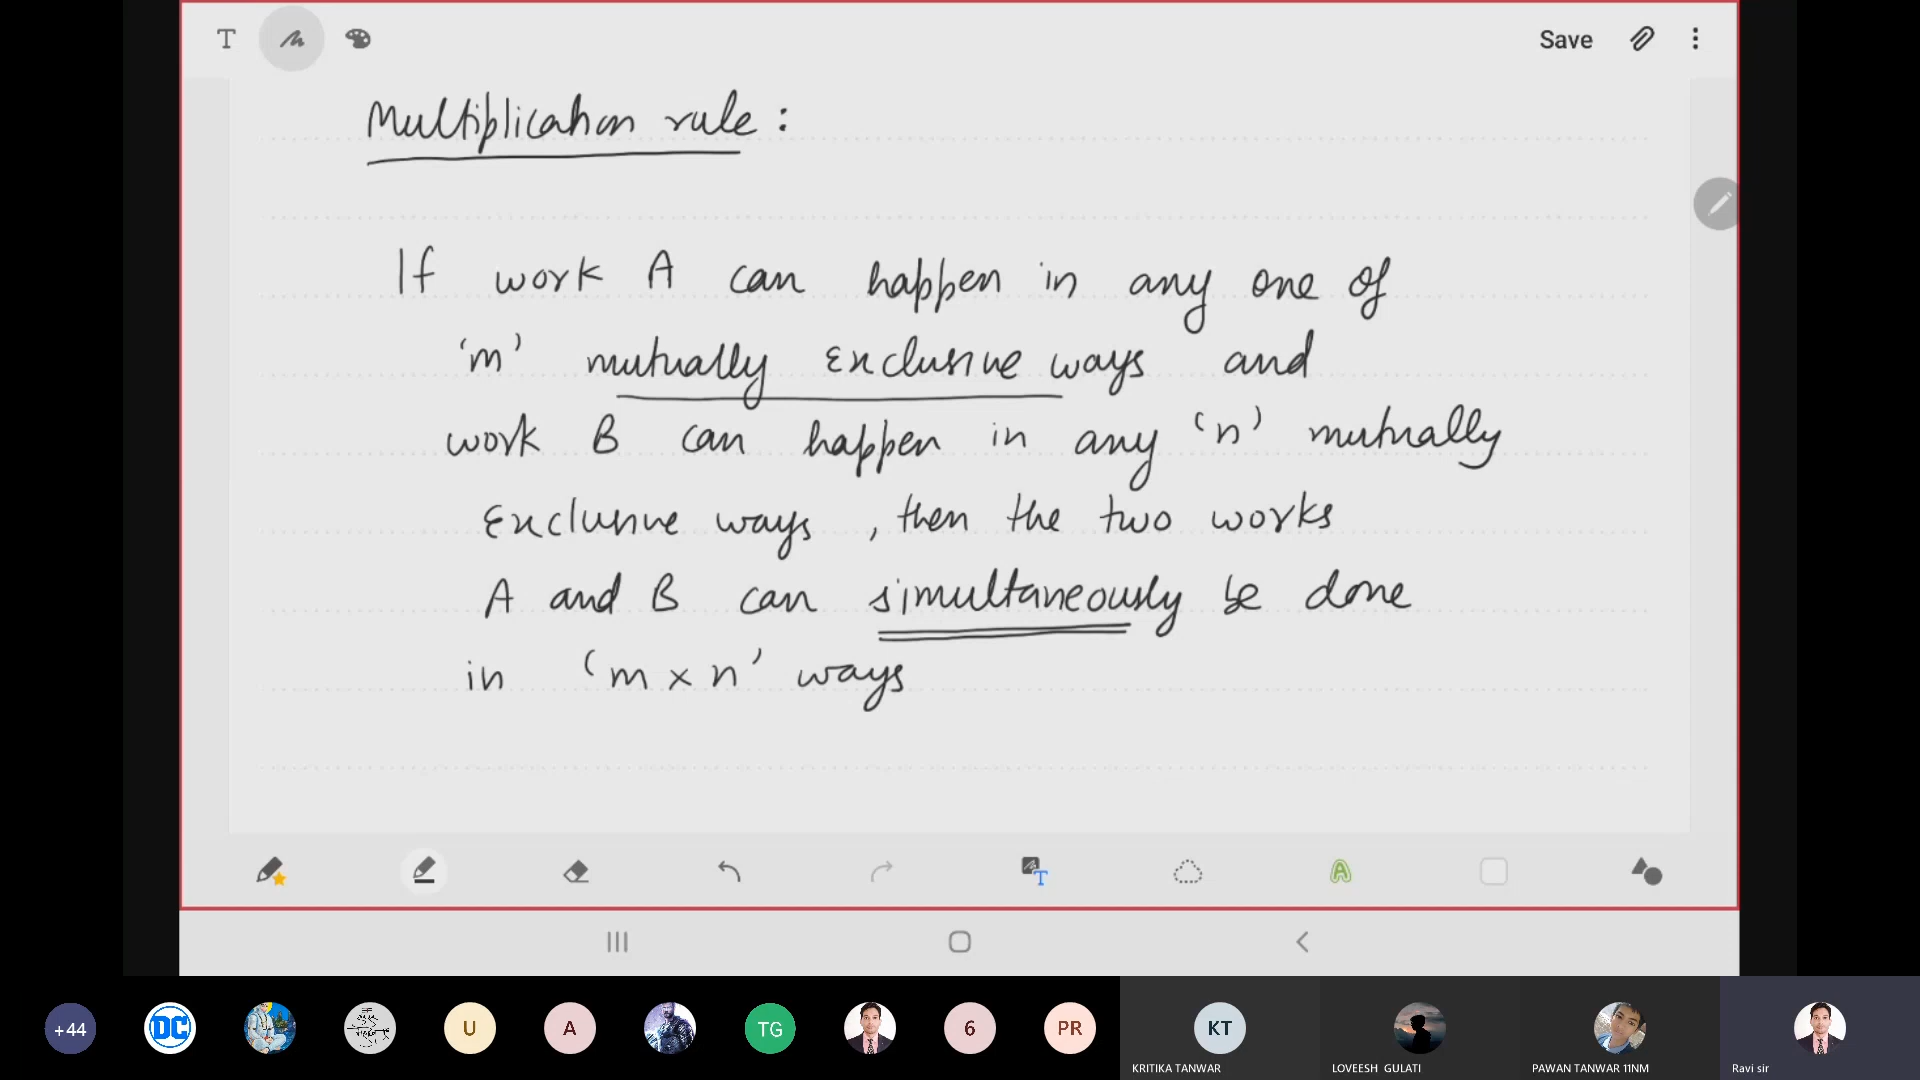 T
Save
Multiplication rule :
If work A can happen in any one of
'm' mutually exclusive ways and
work B can happen in any 'n' mutually
exclusive ways , then the two works
A and B can simultaneously be done
in 'm × n' ways
T
A
+44
DC
U
A
TG
6
PR
KT
KRITIKA TANWAR
LOVEESH GULATI
PAWAN TANWAR 11NM
Ravi sir